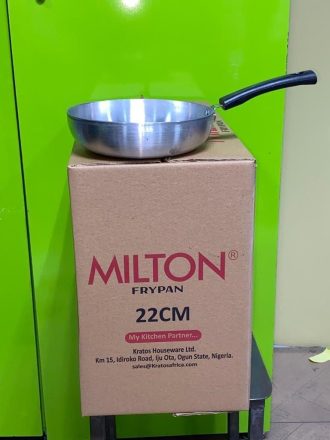 MILTON®
FRYPAN
22CM
My Kitchen Partner...
Kratos Houseware Ltd.
Km 15, Idiroko Road, Iju Ota, Ogun State, Nigeria.
sales@Kratosafrica.com